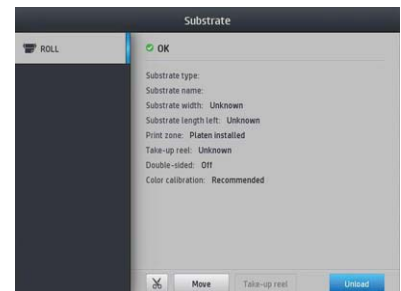 Substrate
ROLL
OK
Substrate type:
Substrate name:
Substrate width: Unknown
Substrate length left: Unknown
Print zone: Platen installed
Take-up reel: Unknown
Double-sided: Off
Color calibration: Recommended
Move Take-up reel Unload